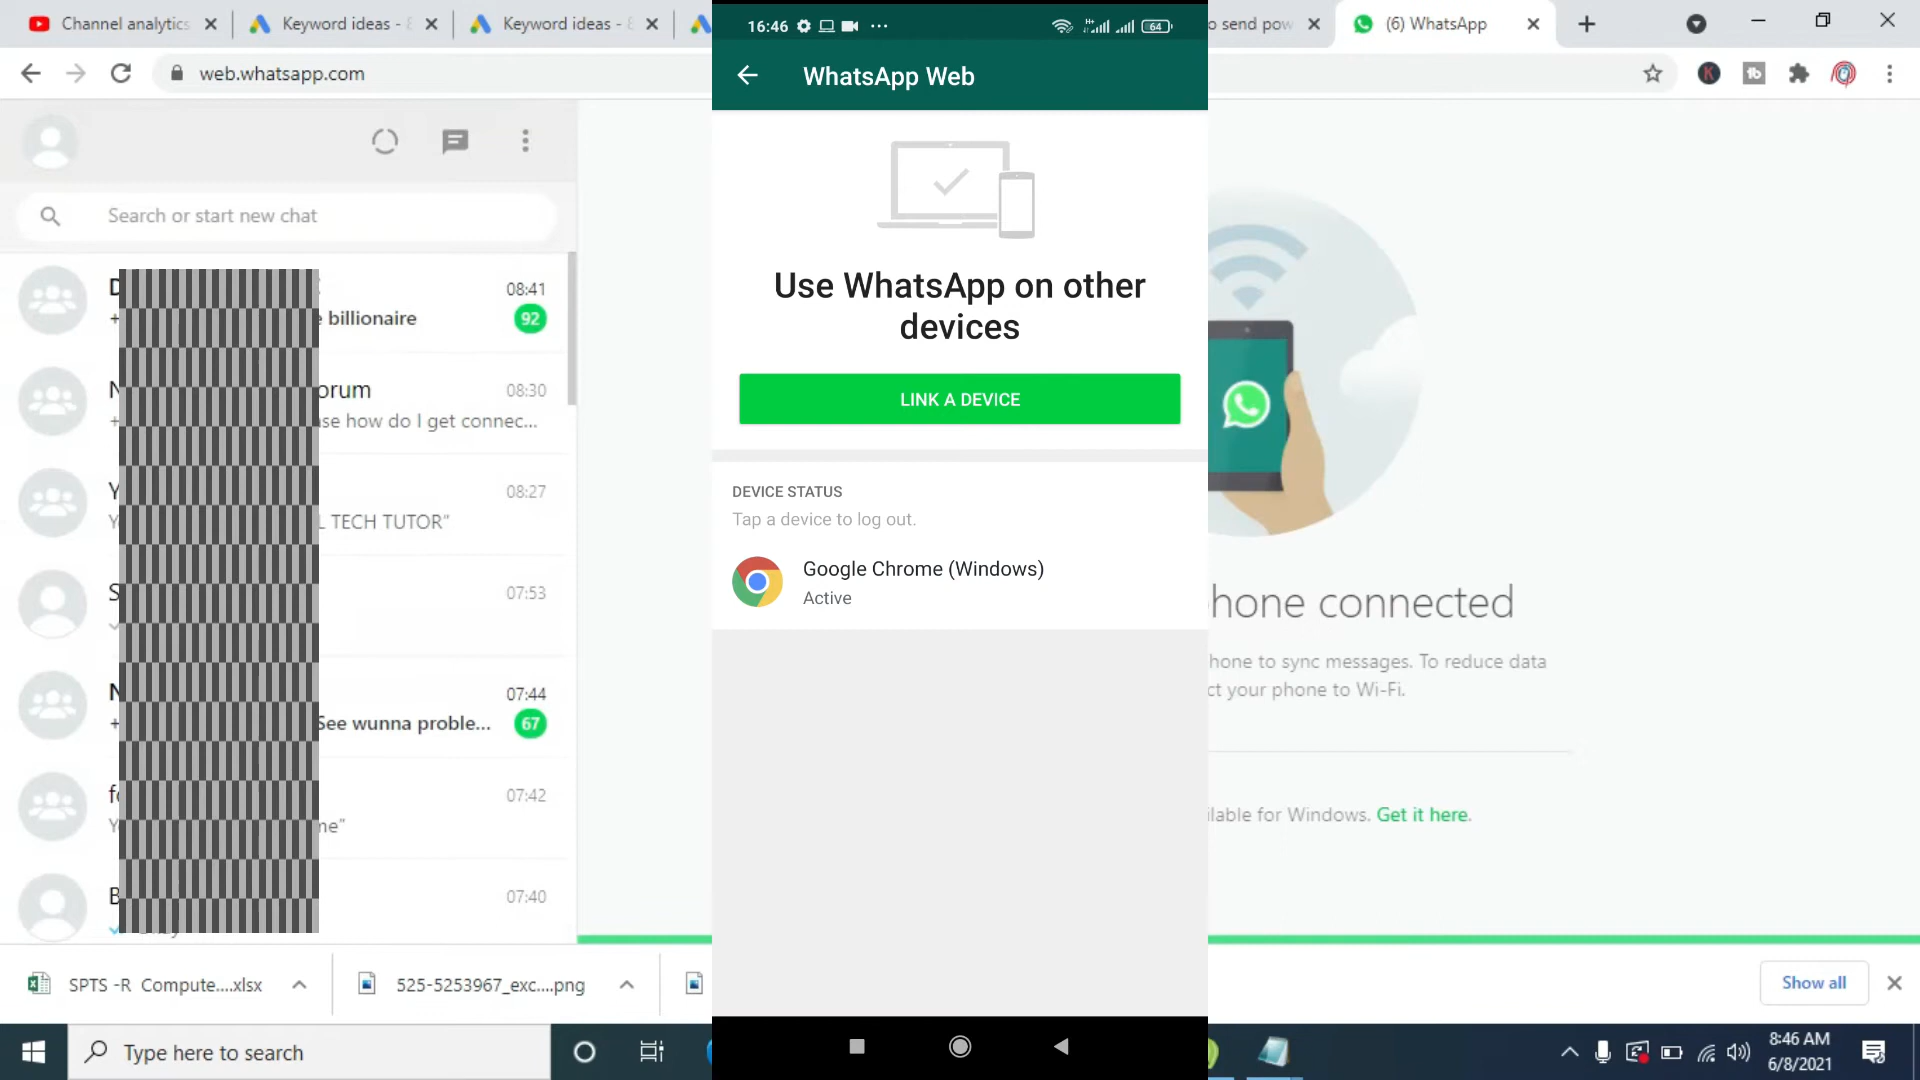 Channel analytics
Keyword ideas -
Keyword ideas -
o send pow
(6) WhatsApp
web.whatsapp.com
16:46
64
WhatsApp Web
Use WhatsApp on other
devices
LINK A DEVICE
DEVICE STATUS
Tap a device to log out.
Google Chrome (Windows)
Active
Search or start new chat
08:41
billionaire
92
orum
08:30
se how do I get connec...
08:27
L TECH TUTOR"
07:53
07:44
See wunna proble...
67
07:42
me"
07:40
hone connected
hone to sync messages. To reduce data
ct your phone to Wi-Fi.
ilable for Windows. Get it here.
SPTS -R Compute....xlsx
525-5253967_exc....png
Show all
Type here to search
8:46 AM
6/8/2021